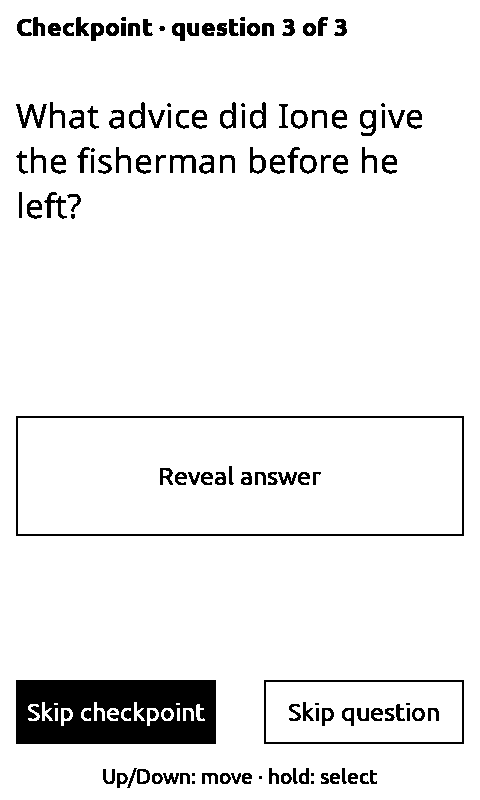 Checkpoint · question 3 of 3
What advice did Ione give
the fisherman before he
left?
Reveal answer
Skip checkpoint
Skip question
Up/Down: move · hold: select